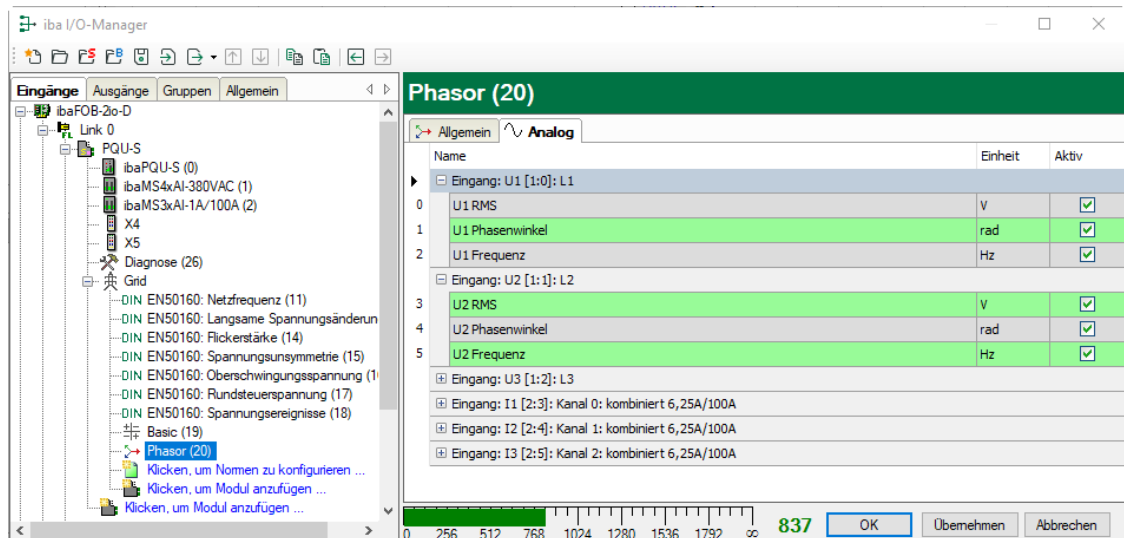 iba I/O-Manager
Eingänge Ausgänge Gruppen Allgemein
ibaFOB-2io-D
Link 0
PQU-S
ibaPQU-S (0)
ibaMS4xAI-380VAC (1)
ibaMS3xAI-1A/100A (2)
X4
X5
Diagnose (26)
Grid
DIN EN50160: Netzfrequenz (11)
DIN EN50160: Langsame Spannungsänderun
DIN EN50160: Flickerstärke (14)
DIN EN50160: Spannungsunsymmetrie (15)
DIN EN50160: Oberschwingungsspannung (1
DIN EN50160: Rundsteuerspannung (17)
DIN EN50160: Spannungsereignisse (18)
Basic (19)
Phasor (20)
Klicken, um Normen zu konfigurieren ...
Klicken, um Modul anzufügen ...
Klicken, um Modul anzufügen ...
Phasor (20)
Allgemein Analog
Name Einheit Aktiv
Eingang: U1 [1:0]: L1
0 U1 RMS V
1 U1 Phasenwinkel rad
2 U1 Frequenz Hz
Eingang: U2 [1:1]: L2
3 U2 RMS V
4 U2 Phasenwinkel rad
5 U2 Frequenz Hz
Eingang: U3 [1:2]: L3
Eingang: I1 [2:3]: Kanal 0: kombiniert 6,25A/100A
Eingang: I2 [2:4]: Kanal 1: kombiniert 6,25A/100A
Eingang: I3 [2:5]: Kanal 2: kombiniert 6,25A/100A
0 256 512 768 1024 1280 1536 1792 ∞ 837 OK Übernehmen Abbrechen